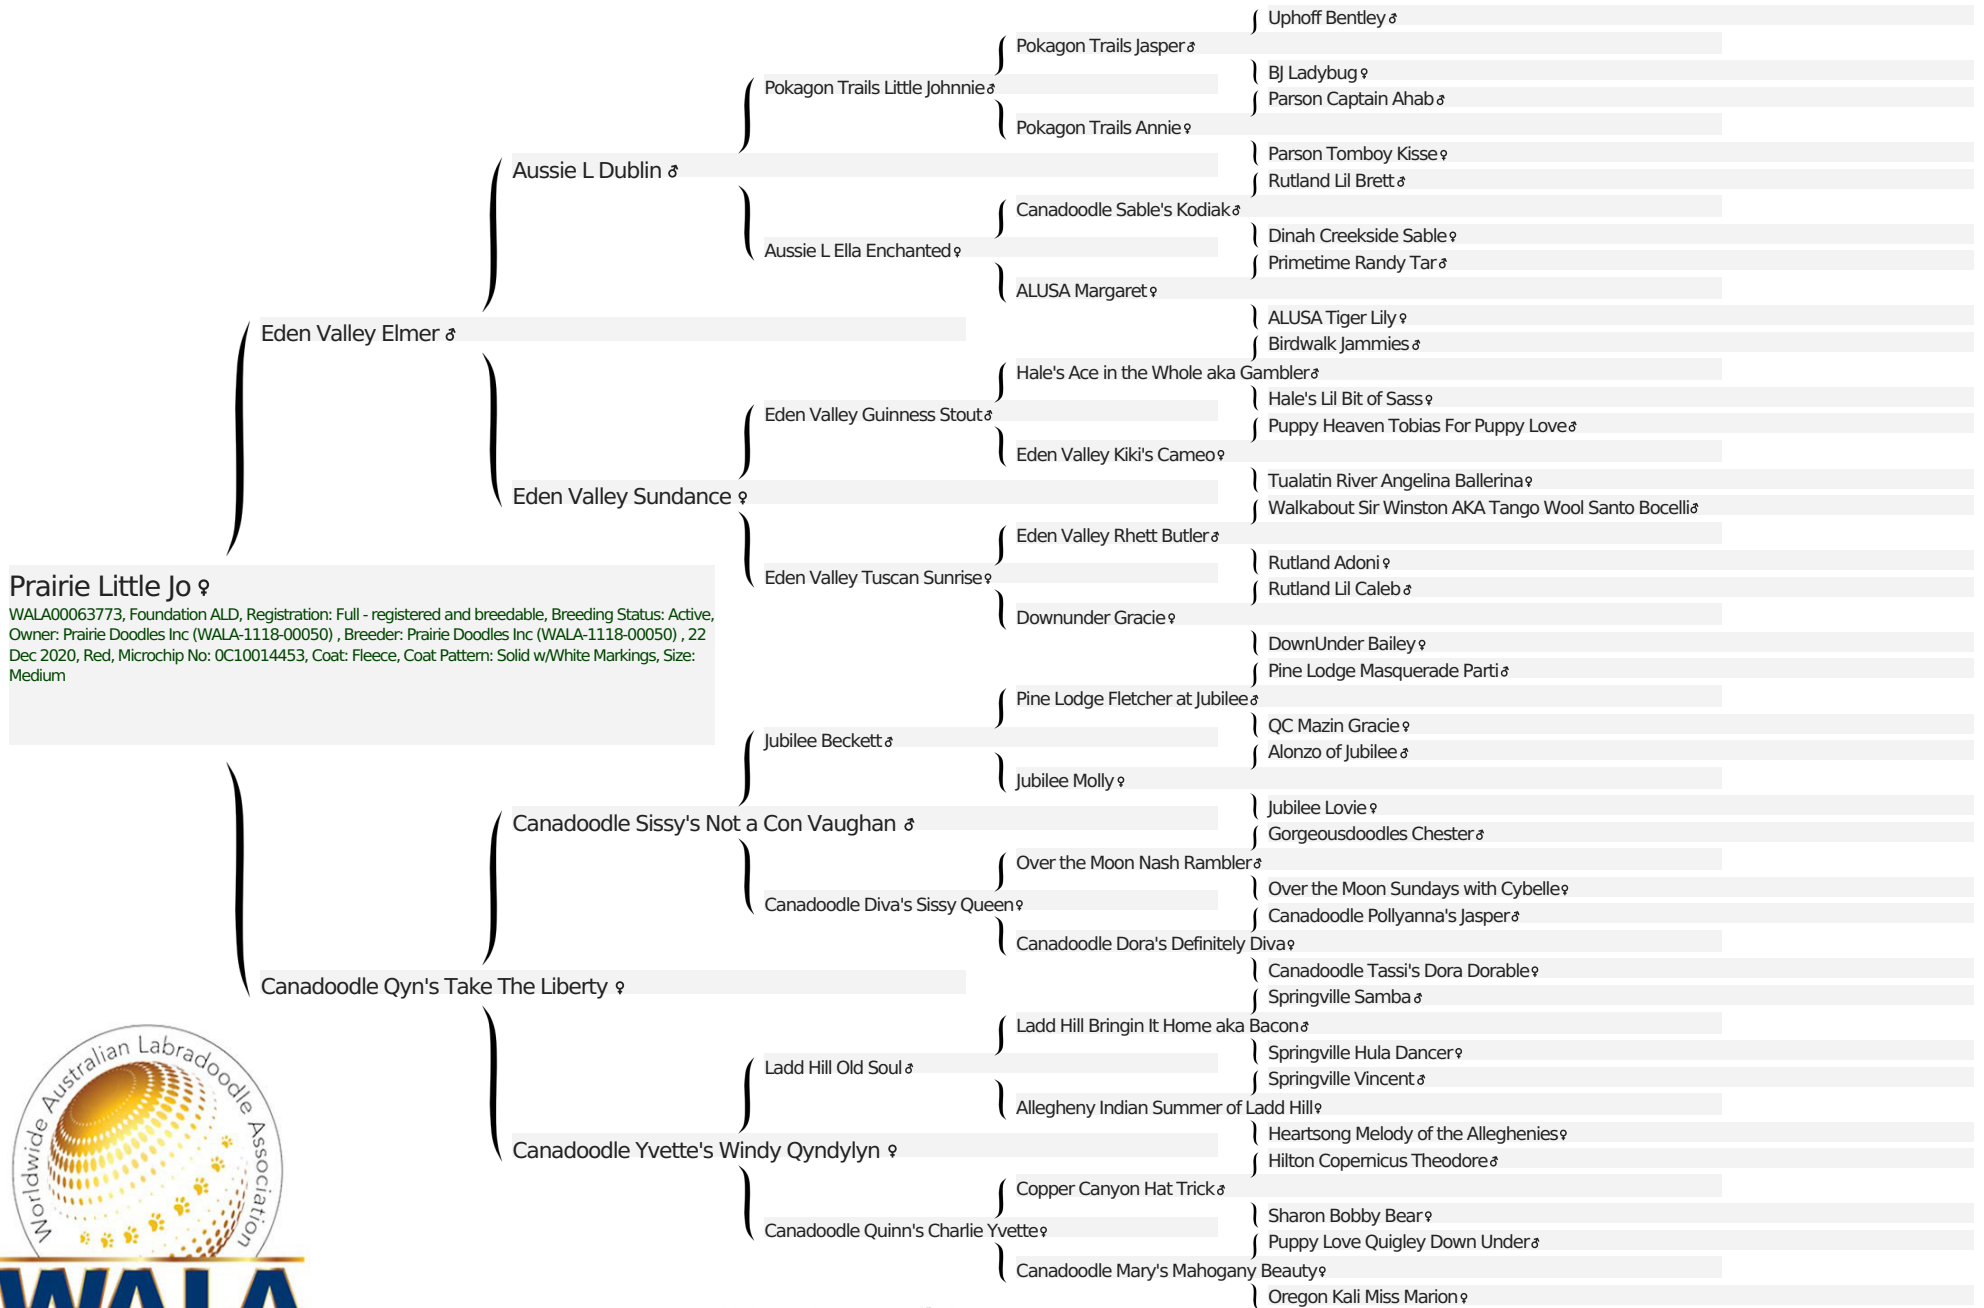 Uphoff Bentley♂
Pokagon Trails Jasper♂
BJ Ladybug♀
Pokagon Trails Little Johnnie♂
Parson Captain Ahab♂
Pokagon Trails Annie♀
Parson Tomboy Kisse♀
Aussie L Dublin ♂
Rutland Lil Brett♂
Canadoodle Sable's Kodiak♂
Dinah Creekside Sable♀
Aussie L Ella Enchanted♀
Primetime Randy Tar♂
ALUSA Margaret♀
ALUSA Tiger Lily♀
Eden Valley Elmer ♂
Birdwalk Jammies♂
Hale's Ace in the Whole aka Gambler♂
Hale's Lil Bit of Sass♀
Eden Valley Guinness Stout♂
Puppy Heaven Tobias For Puppy Love♂
Eden Valley Kiki's Cameo♀
Tualatin River Angelina Ballerina♀
Eden Valley Sundance ♀
Walkabout Sir Winston AKA Tango Wool Santo Bocelli♂
Eden Valley Rhett Butler♂
Rutland Adoni♀
Eden Valley Tuscan Sunrise♀
Rutland Lil Caleb♂
Downunder Gracie♀
DownUnder Bailey♀
Prairie Little Jo ♀
WALA00063773, Foundation ALD, Registration: Full - registered and breedable, Breeding Status: Active,
Owner: Prairie Doodles Inc (WALA-1118-00050) , Breeder: Prairie Doodles Inc (WALA-1118-00050) , 22
Dec 2020, Red, Microchip No: 0C10014453, Coat: Fleece, Coat Pattern: Solid w/White Markings, Size:
Medium
Pine Lodge Masquerade Parti♂
Pine Lodge Fletcher at Jubilee♂
QC Mazin Gracie♀
Jubilee Beckett♂
Alonzo of Jubilee♂
Jubilee Molly♀
Jubilee Lovie♀
Canadoodle Sissy's Not a Con Vaughan ♂
Gorgeousdoodles Chester♂
Over the Moon Nash Rambler♂
Over the Moon Sundays with Cybelle♀
Canadoodle Diva's Sissy Queen♀
Canadoodle Pollyanna's Jasper♂
Canadoodle Dora's Definitely Diva♀
Canadoodle Tassi's Dora Dorable♀
Canadoodle Qyn's Take The Liberty ♀
Springville Samba♂
Ladd Hill Bringin It Home aka Bacon♂
Springville Hula Dancer♀
Ladd Hill Old Soul♂
Springville Vincent♂
Allegheny Indian Summer of Ladd Hill♀
Heartsong Melody of the Alleghenies♀
Canadoodle Yvette's Windy Qyndylyn ♀
Hilton Copernicus Theodore♂
Copper Canyon Hat Trick♂
Sharon Bobby Bear♀
Canadoodle Quinn's Charlie Yvette♀
Puppy Love Quigley Down Under♂
Canadoodle Mary's Mahogany Beauty♀
Oregon Kali Miss Marion♀
Worldwide Australian Labradoodle Association
WALA